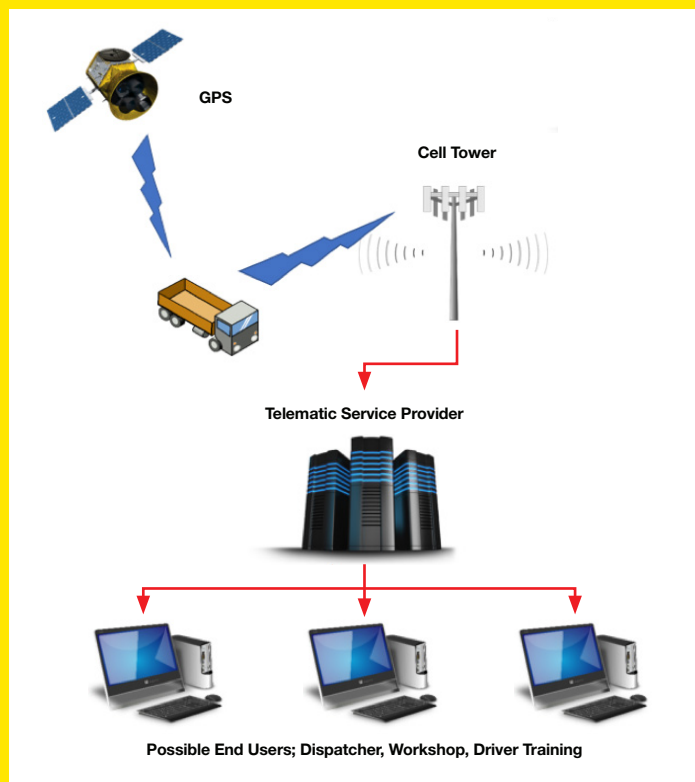 GPS
Cell Tower
Telematic Service Provider
Possible End Users; Dispatcher, Workshop, Driver Training